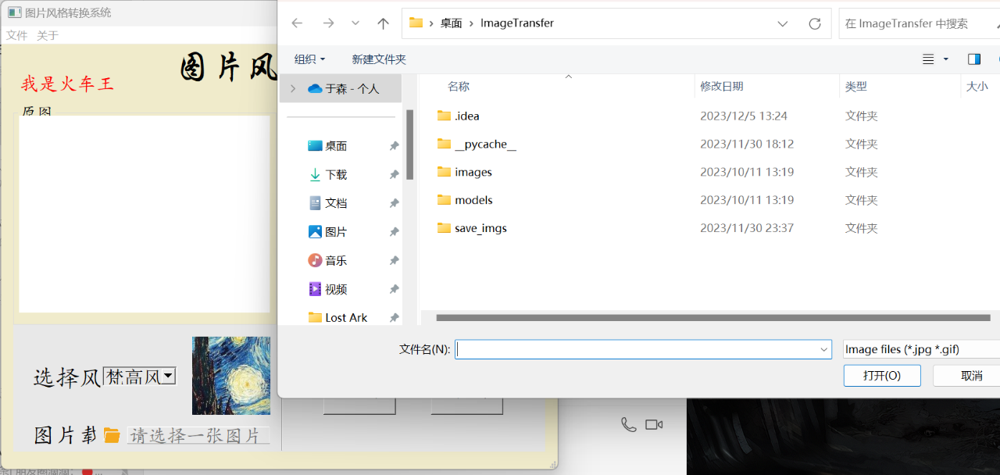 图片风格转换系统
文件 关于
图片风
我是火车王
原图
选择风 梵高风
图片载 请选择一张图片
桌面 ImageTransfer
在 ImageTransfer 中搜索
组织 新建文件夹
于森 - 个人
桌面
下载
文档
图片
音乐
视频
Lost Ark
名称 修改日期 类型 大小
.idea 2023/12/5 13:24 文件夹
__pycache__ 2023/11/30 18:12 文件夹
images 2023/10/11 13:19 文件夹
models 2023/10/11 13:19 文件夹
save_imgs 2023/11/30 23:37 文件夹
文件名(N): Image files (*.jpg *.gif)
打开(O) 取消